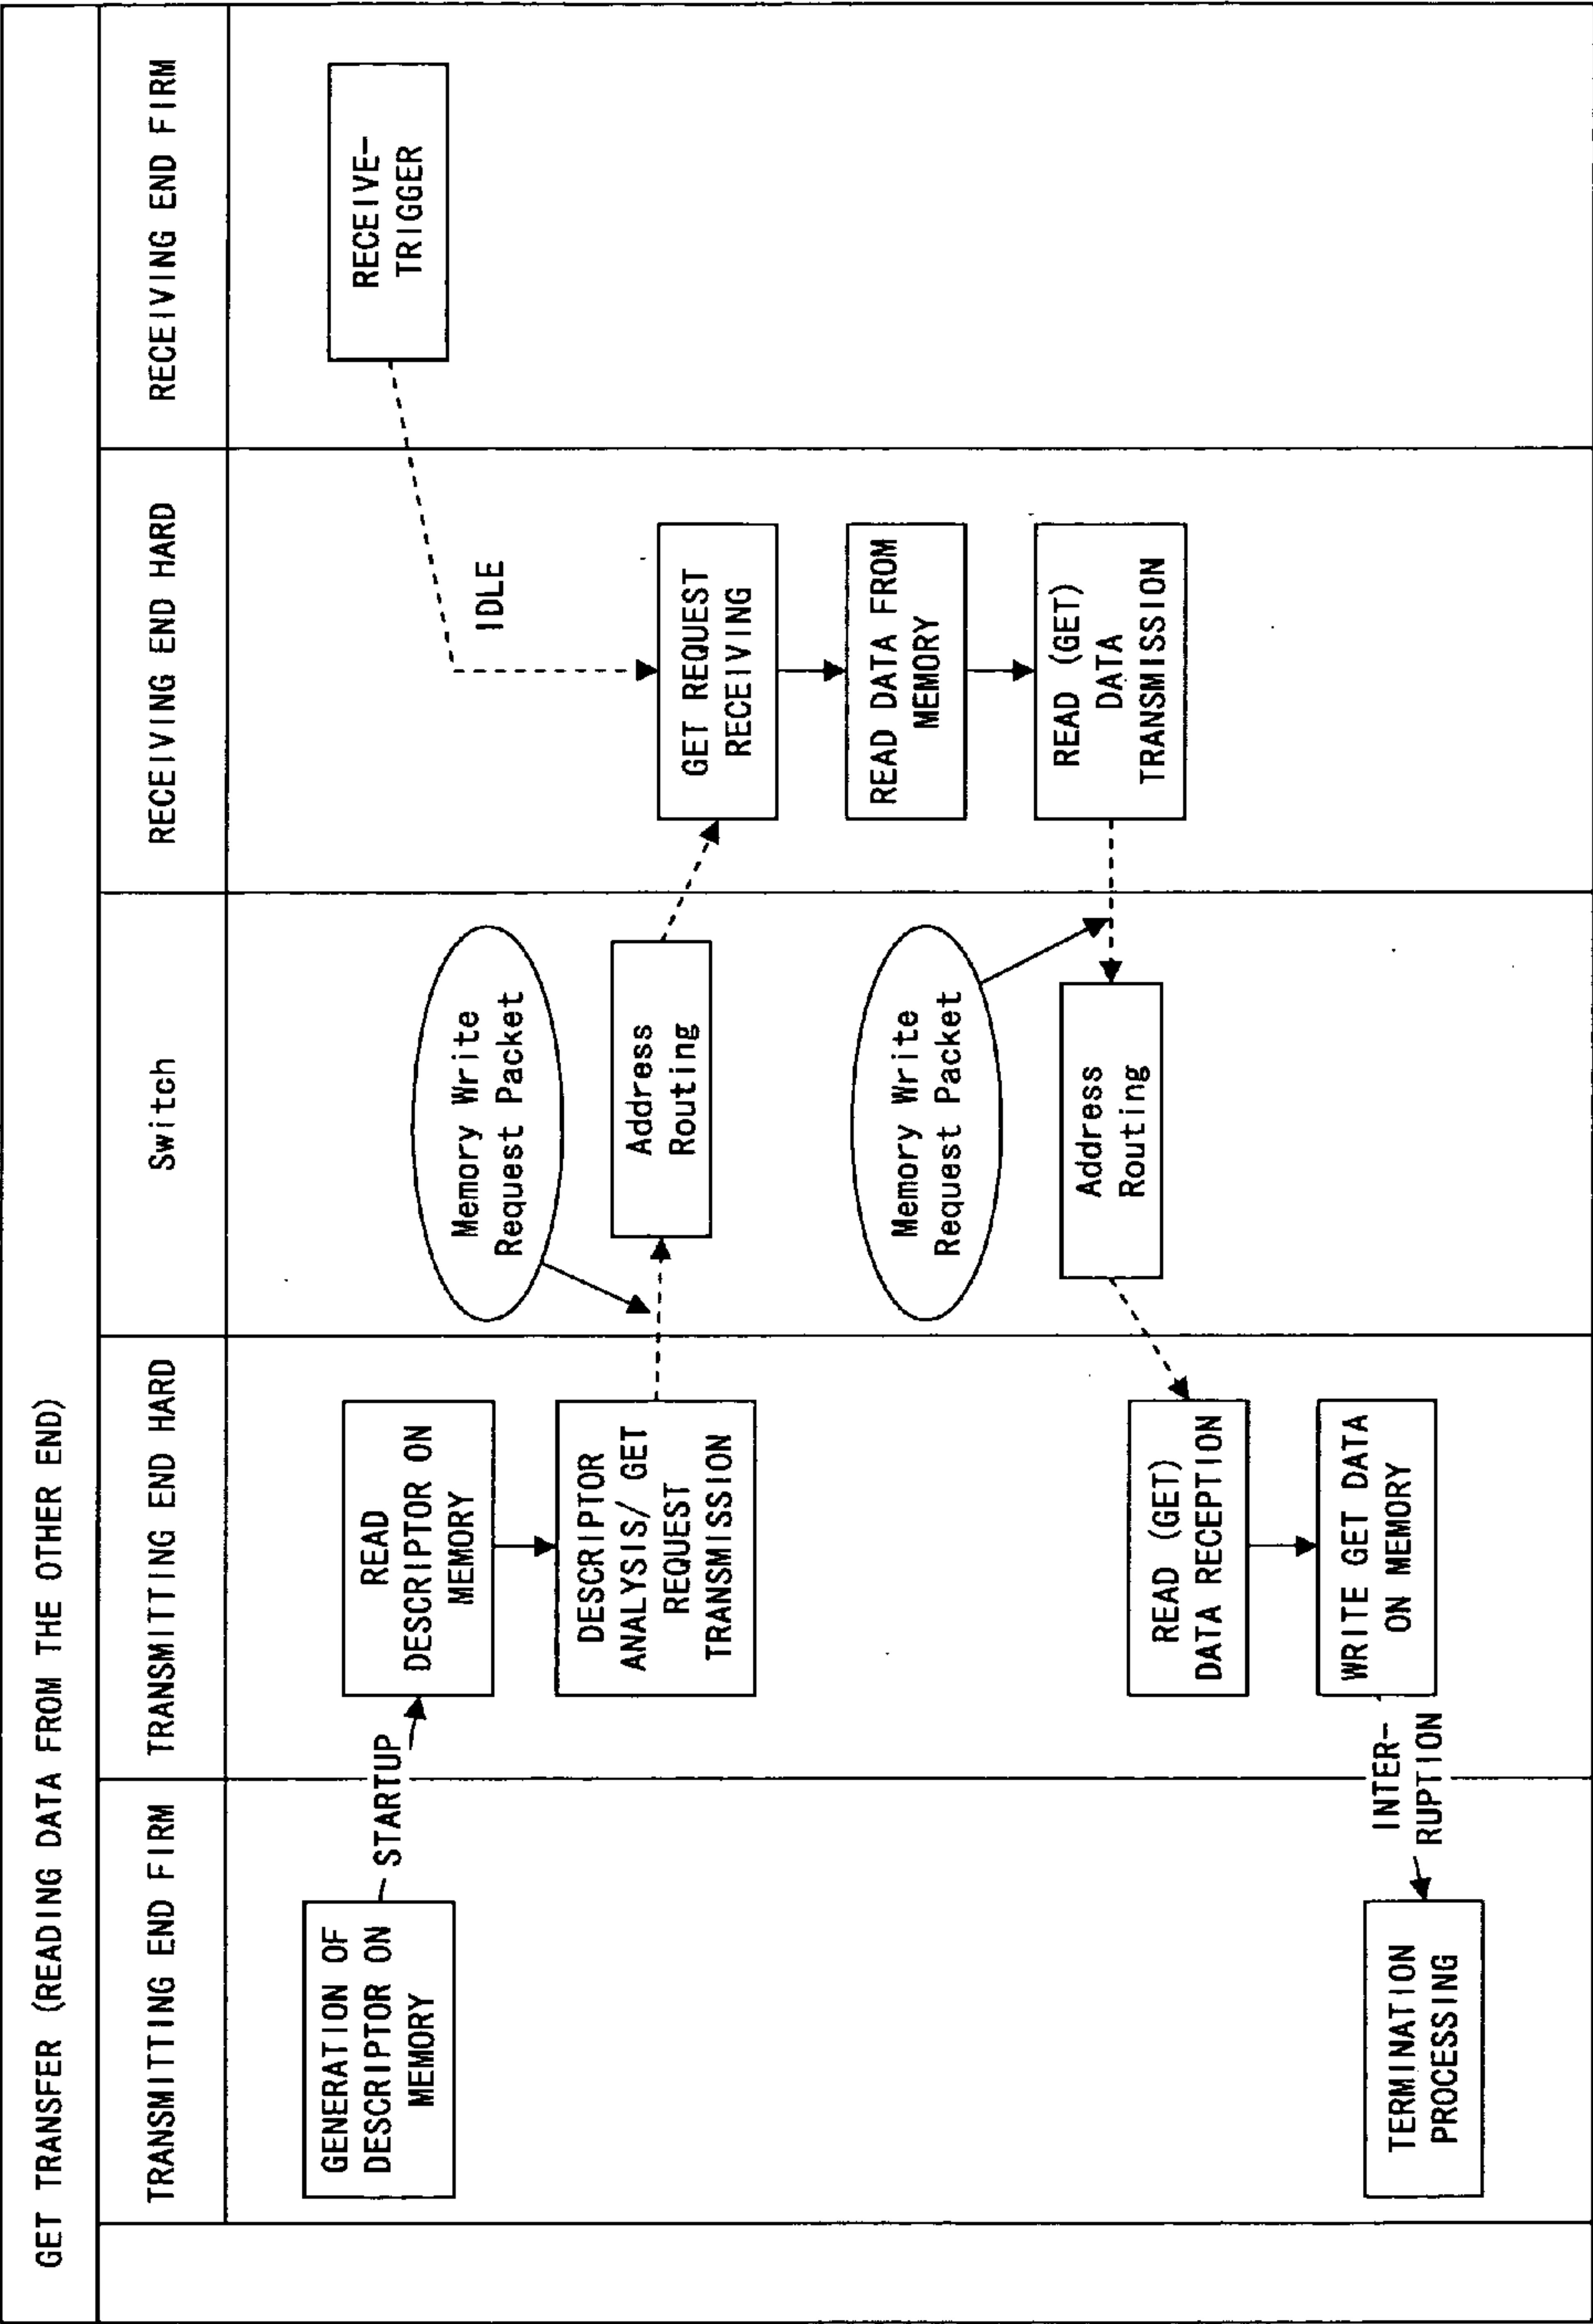 GET TRANSFER (READING DATA FROM THE OTHER END)
TRANSMITTING END FIRM
TRANSMITTING END HARD
Switch
RECEIVING END HARD
RECEIVING END FIRM
GENERATION OF
DESCRIPTOR ON
MEMORY
STARTUP
READ
DESCRIPTOR ON
MEMORY
DESCRIPTOR
ANALYSIS/ GET
REQUEST
TRANSMISSION
Memory Write
Request Packet
Address
Routing
RECEIVE-
TRIGGER
IDLE
GET REQUEST
RECEIVING
READ DATA FROM
MEMORY
READ (GET)
DATA
TRANSMISSION
Memory Write
Request Packet
Address
Routing
READ (GET)
DATA RECEPTION
WRITE GET DATA
ON MEMORY
INTER-
RUPTION
TERMINATION
PROCESSING